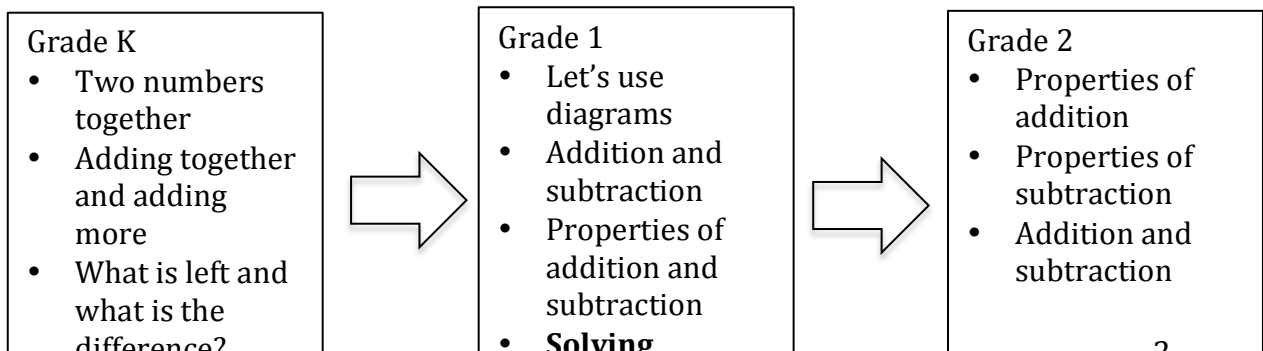 Grade K
• Two numbers
together
• Adding together
and adding
more
• What is left and
what is the
difference?
Grade 1
• Let’s use
diagrams
• Addition and
subtraction
• Properties of
addition and
subtraction
• Solving
Grade 2
• Properties of
addition
• Properties of
subtraction
• Addition and
subtraction